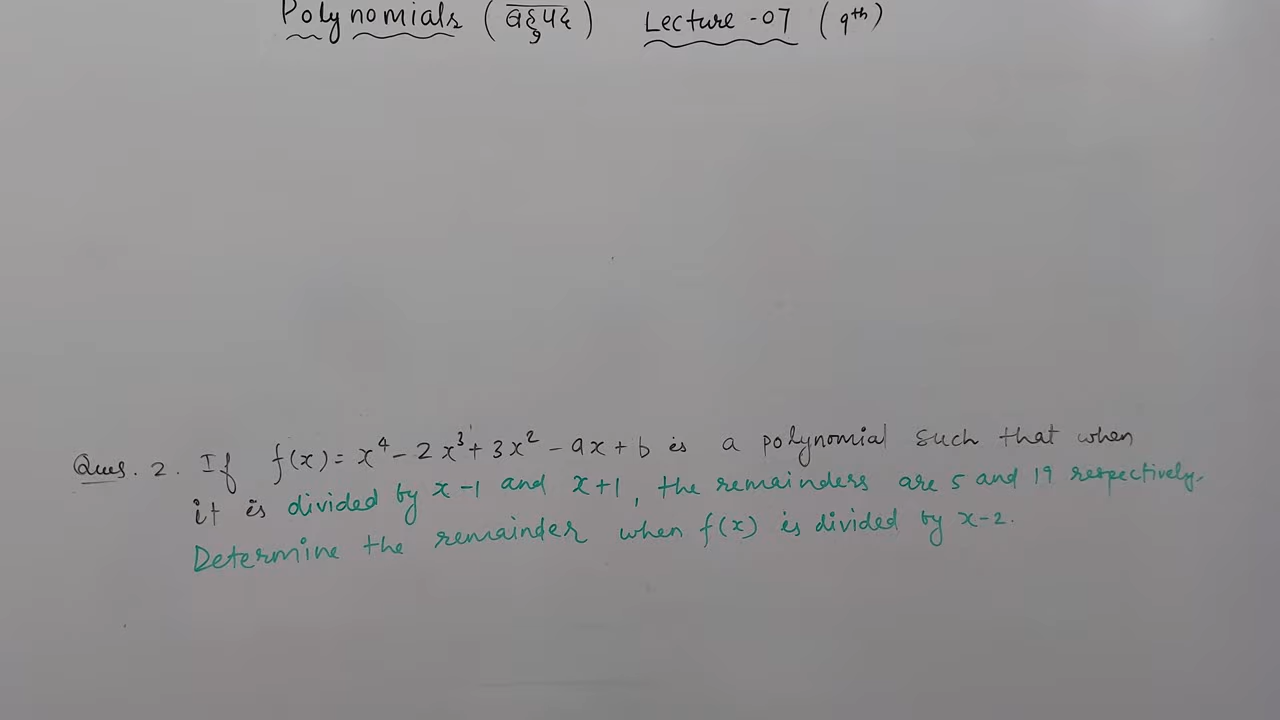 Polynomials (बहुपद) Lecture -07 (9th)
Ques. 2. If f(x) = x⁴ - 2x³ + 3x² - ax + b is a polynomial such that when
it is divided by x-1 and x+1, the remainders are 5 and 19 respectively.
Determine the remainder when f(x) is divided by x-2.